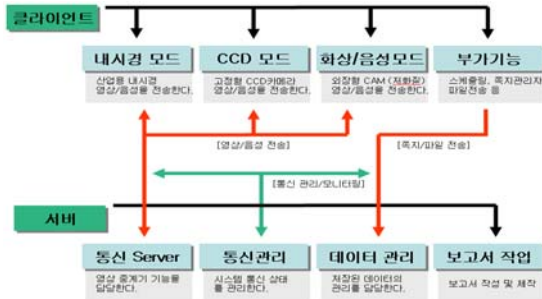 클라이언트
내시경 모드
산업용 내시경
영상/음성을 전송한다.
CCD 모드
고정형 CCD카메라
영상/음성을 전송한다.
화상/음성모드
외장형 CAM (저화질)
영상/음성을 전송한다.
부가기능
스케줄링, 쪽지관리자
파일전송 등
[영상/음성 전송]
[쪽지/파일 전송]
[통신 관리/모니터링]
서버
통신 Server
영상 중계기 기능을
담당한다.
통신관리
시스템 통신 상태
를 관리한다.
데이터 관리
저장된 데이터의
관리를 담당한다.
보고서 작업
보고서 작성 및 제작